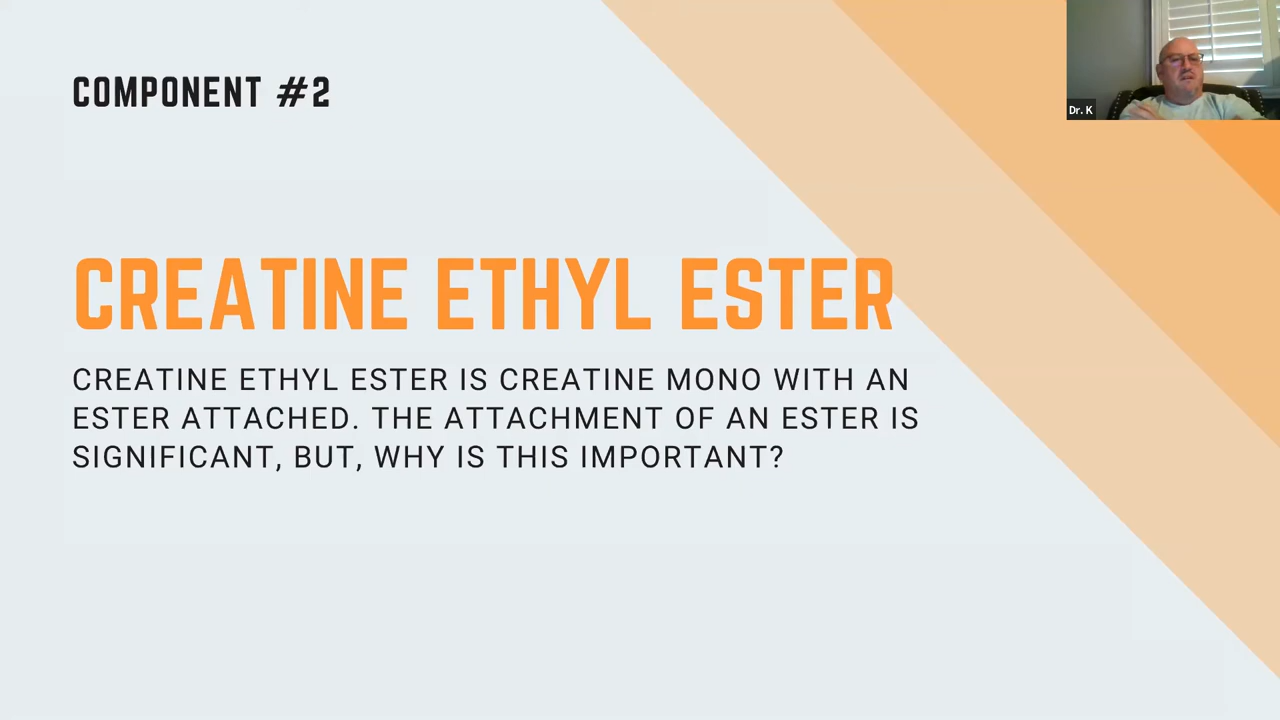 COMPONENT #2
Dr. K
CREATINE ETHYL ESTER
CREATINE ETHYL ESTER IS CREATINE MONO WITH AN
ESTER ATTACHED. THE ATTACHMENT OF AN ESTER IS
SIGNIFICANT, BUT, WHY IS THIS IMPORTANT?